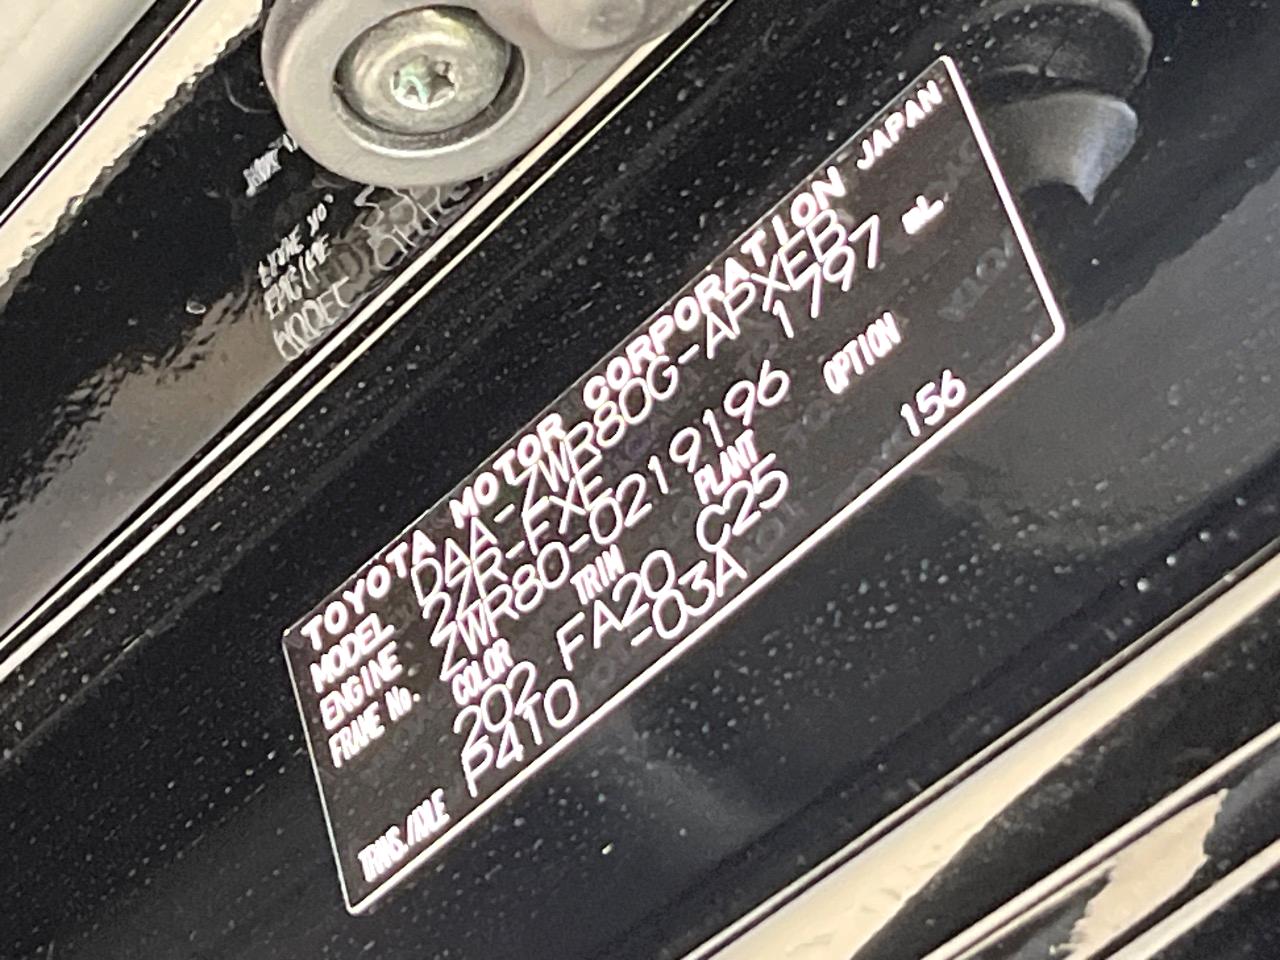 TOYOTA MOTOR CORPORATION JAPAN
MODEL DAA-ZWR80G-APXEB
ENGINE 2ZR-FXE 1797 mL
FRAME No. ZWR80-0219196
COLOR TRIM PLANT OPTION
202 FA20 C25 156
TRANS./AXLE P410 -03A